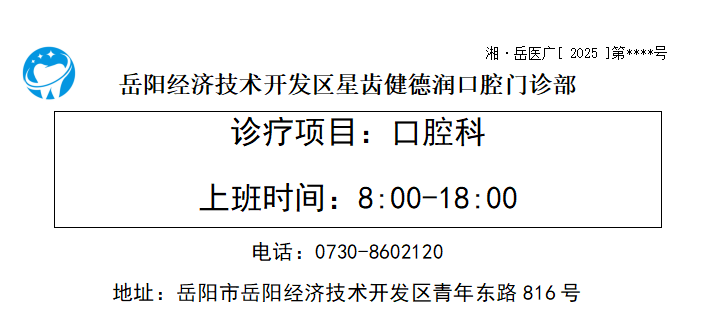 湘·岳医广[ 2025 ]第****号
岳阳经济技术开发区星齿健德润口腔门诊部
诊疗项目：口腔科
上班时间：8:00-18:00
电话：0730-8602120
地址：岳阳市岳阳经济技术开发区青年东路 816 号